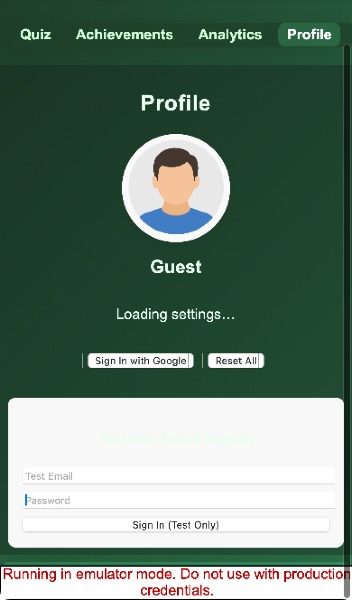 Quiz Achievements Analytics Profile
Profile
Guest
Loading settings...
Sign In with Google Reset All
Test Email
Password
Sign In (Test Only)
Running in emulator mode. Do not use with production
credentials.